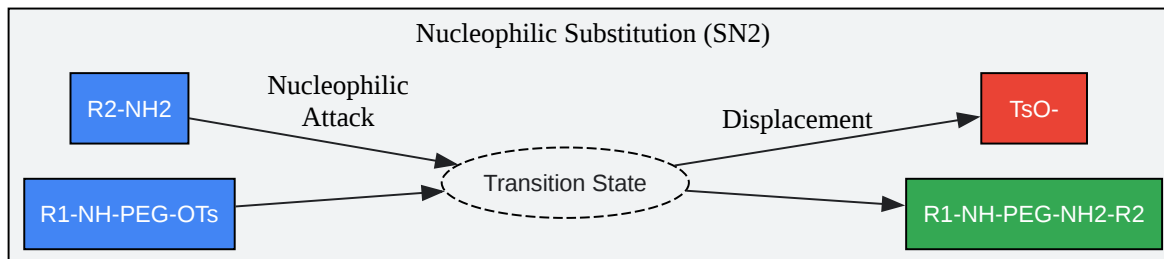 Nucleophilic Substitution (SN2)
R2-NH2
Nucleophilic
Attack
Displacement
TsO-
R1-NH-PEG-OTs
Transition State
R1-NH-PEG-NH2-R2